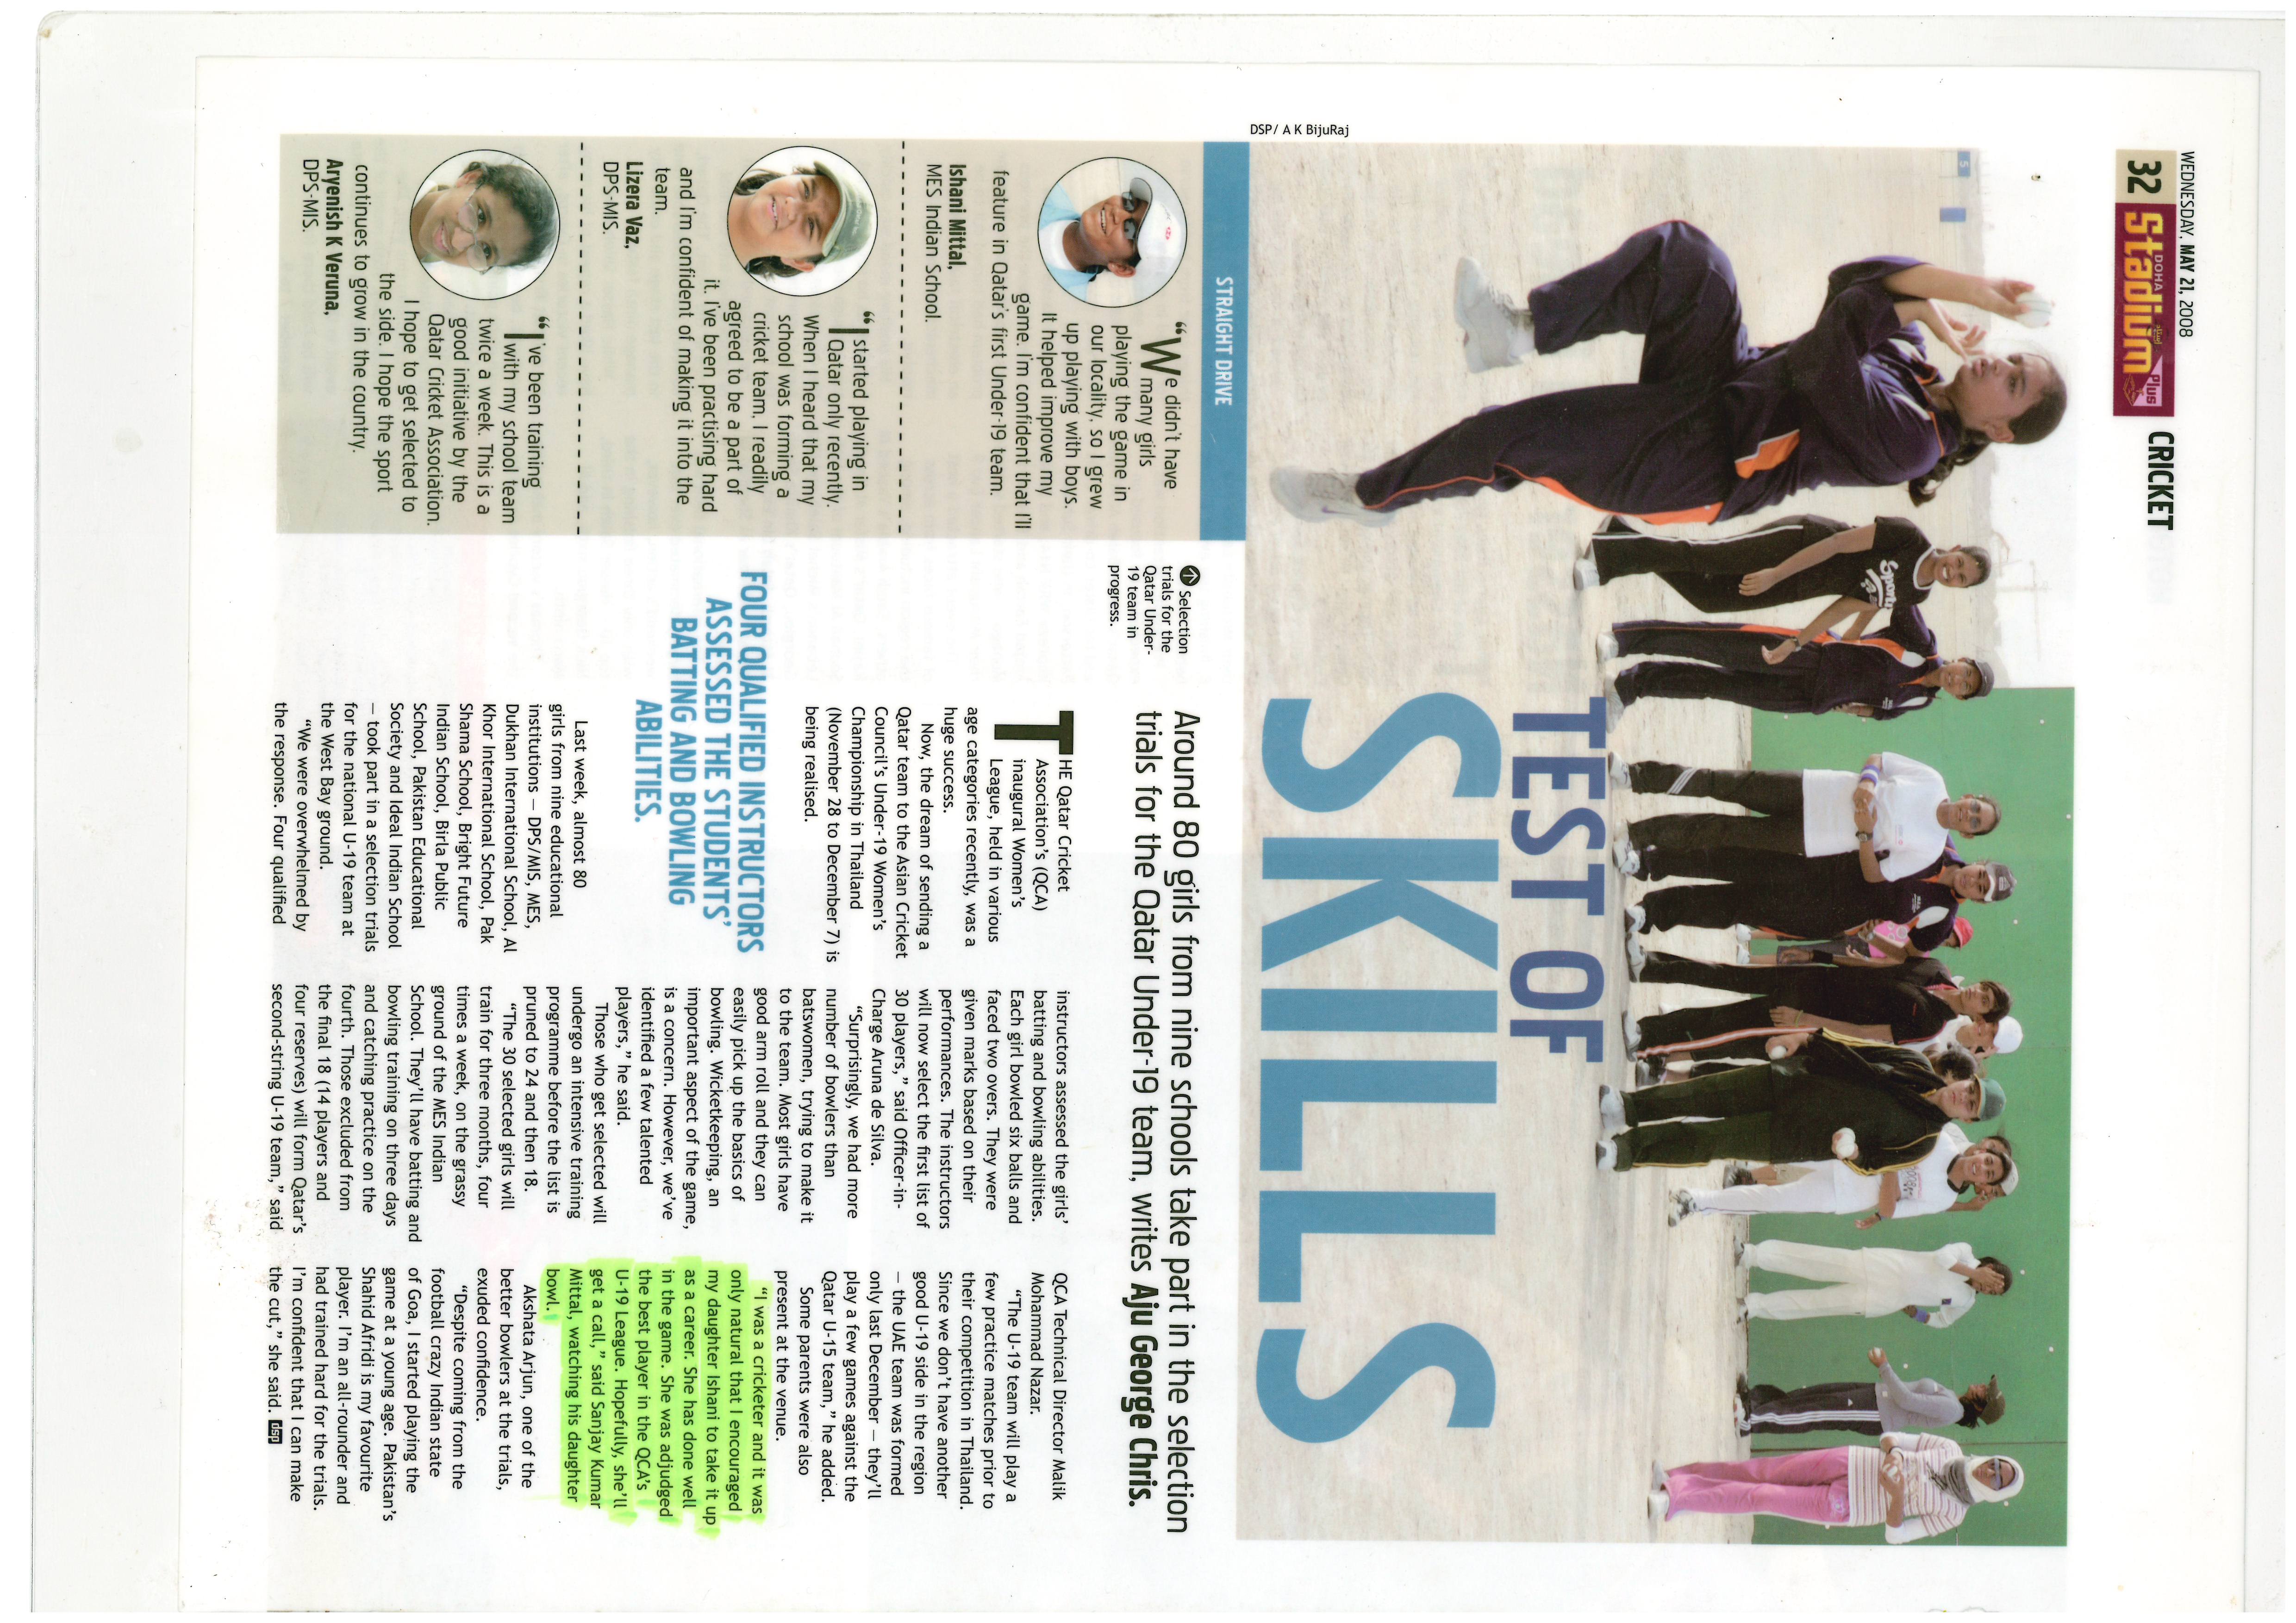 WEDNESDAY, MAY 21, 2008
32
DOHA
استاد
Stadium
Plus
CRICKET
5
Sports
TEST OF
SKILLS
DSP/ A K BijuRaj
STRAIGHT DRIVE
“We didn't have
many girls
playing the game in
our locality, so I grew
up playing with boys.
It helped improve my
game. I'm confident that I'll
feature in Qatar's first Under-19 team.
Ishani Mittal,
MES Indian School.
“I started playing in
Qatar only recently.
When I heard that my
school was forming a
cricket team, I readily
agreed to be a part of
it. I've been practising hard
and I'm confident of making it into the
team.
Lizera Vaz,
DPS-MIS.
“I've been training
with my school team
twice a week. This is a
good initiative by the
Qatar Cricket Association.
I hope to get selected to
the side. I hope the sport
continues to grow in the country.
Aryenish K Veruna,
DPS-MIS.
Selection
trials for the
Qatar Under-
19 team in
progress.
Around 80 girls from nine schools take part in the selection
trials for the Qatar Under-19 team, writes Aju George Chris.
THE Qatar Cricket
Association's (QCA)
inaugural Women's
League, held in various
age categories recently, was a
huge success.
Now, the dream of sending a
Qatar team to the Asian Cricket
Council's Under-19 Women's
Championship in Thailand
(November 28 to December 7) is
being realised.
FOUR QUALIFIED INSTRUCTORS
ASSESSED THE STUDENTS'
BATTING AND BOWLING
ABILITIES.
Last week, almost 80
girls from nine educational
institutions — DPS/MIS, MES,
Dukhan International School, Al
Khor International School, Pak
Shama School, Bright Future
Indian School, Birla Public
School, Pakistan Educational
Society and Ideal Indian School
— took part in a selection trials
for the national U-19 team at
the West Bay ground.
“We were overwhelmed by
the response. Four qualified
instructors assessed the girls'
batting and bowling abilities.
Each girl bowled six balls and
faced two overs. They were
given marks based on their
performances. The instructors
will now select the first list of
30 players,” said Officer-in-
Charge Aruna de Silva.
“Surprisingly, we had more
number of bowlers than
batswomen, trying to make it
to the team. Most girls have
good arm roll and they can
easily pick up the basics of
bowling. Wicketkeeping, an
important aspect of the game,
is a concern. However, we've
identified a few talented
players,” he said.
Those who get selected will
undergo an intensive training
programme before the list is
pruned to 24 and then 18.
“The 30 selected girls will
train for three months, four
times a week, on the grassy
ground of the MES Indian
School. They'll have batting and
bowling training on three days
and catching practice on the
fourth. Those excluded from
the final 18 (14 players and
four reserves) will form Qatar's
second-string U-19 team,” said
QCA Technical Director Malik
Mohammad Nazar.
“The U-19 team will play a
few practice matches prior to
their competition in Thailand.
Since we don't have another
good U-19 side in the region
— the UAE team was formed
only last December — they'll
play a few games against the
Qatar U-15 team,” he added.
Some parents were also
present at the venue.
“I was a cricketer and it was
only natural that I encouraged
my daughter Ishani to take it up
as a career. She has done well
in the game. She was adjudged
the best player in the QCA's
U-19 League. Hopefully, she'll
get a call,” said Sanjay Kumar
Mittal, watching his daughter
bowl.
Akshata Arjun, one of the
better bowlers at the trials,
exuded confidence.
“Despite coming from the
football crazy Indian state
of Goa, I started playing the
game at a young age. Pakistan's
Shahid Afridi is my favourite
player. I'm an all-rounder and
had trained hard for the trials.
I'm confident that I can make
the cut,” she said. dsp